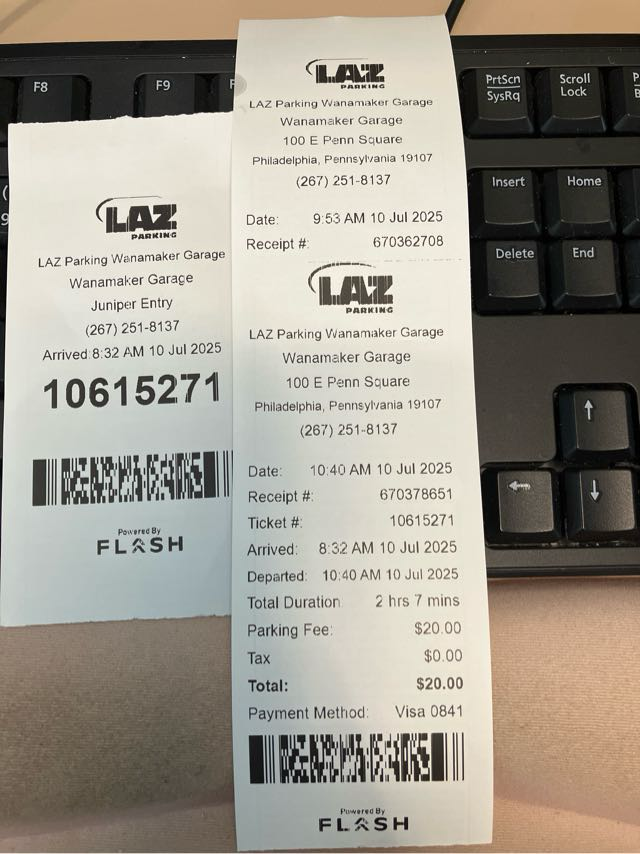 F8
F9
F
PrtScn
SysRq
Scroll
Lock
Insert
Home
Delete
End
LAZ
PARKING
LAZ Parking Wanamaker Garage
Wanamaker Garage
Juniper Entry
(267) 251-8137
Arrived:8:32 AM 10 Jul 2025
10615271
Powered By
FLASH
LAZ
PARKING
LAZ Parking Wanamaker Garage
Wanamaker Garage
100 E Penn Square
Philadelphia, Pennsylvania 19107
(267) 251-8137
Date: 9:53 AM 10 Jul 2025
Receipt #: 670362708
LAZ
PARKING
LAZ Parking Wanamaker Garage
Wanamaker Garage
100 E Penn Square
Philadelphia, Pennsylvania 19107
(267) 251-8137
Date: 10:40 AM 10 Jul 2025
Receipt #: 670378651
Ticket #: 10615271
Arrived: 8:32 AM 10 Jul 2025
Departed: 10:40 AM 10 Jul 2025
Total Duration 2 hrs 7 mins
Parking Fee: $20.00
Tax $0.00
Total: $20.00
Payment Method: Visa 0841
Powered By
FLASH